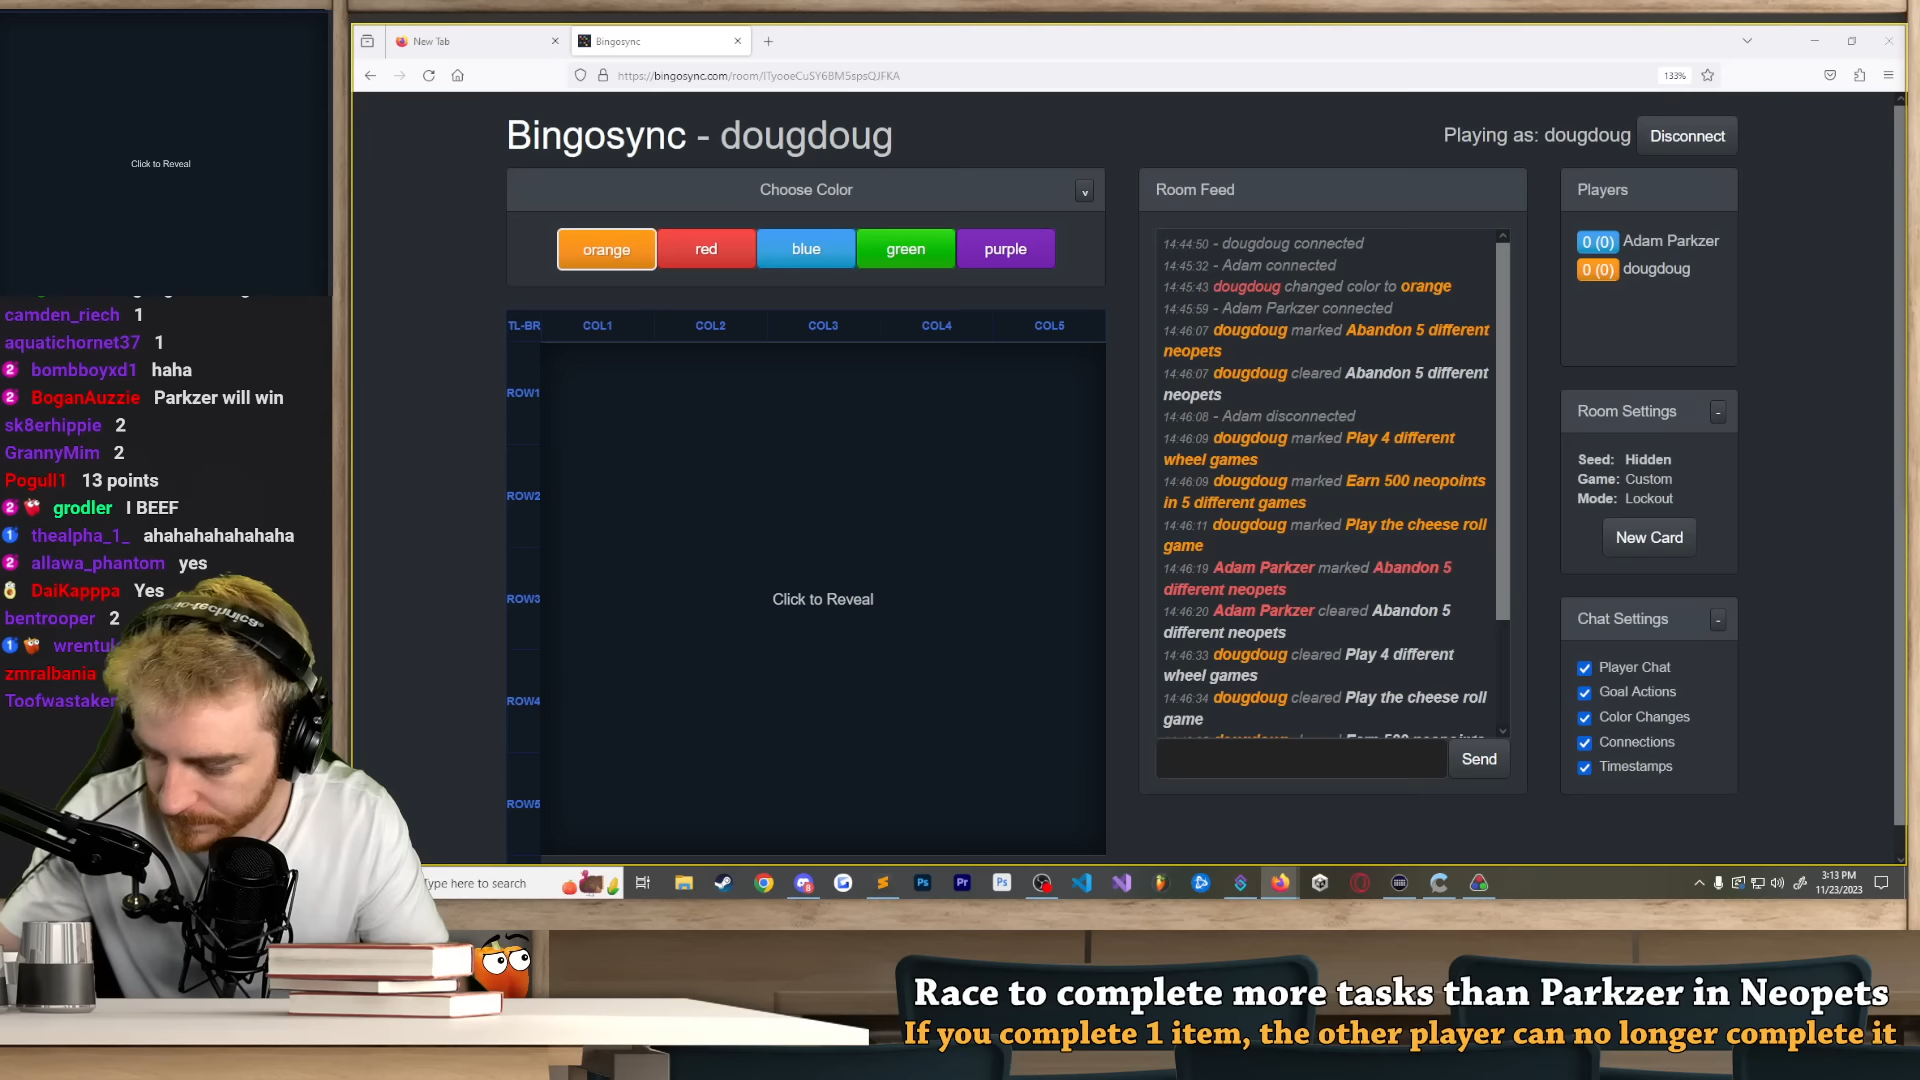 New Tab
Bingosync
https://bingosync.com/room/ITyooeCuSY6BM5spsQJFKA
133%
Click to Reveal
Bingosync - dougdoug
Playing as: dougdoug
Disconnect
Choose Color
v
orange
red
blue
green
purple
TL-BR
COL1
COL2
COL3
COL4
COL5
ROW1
ROW2
ROW3
ROW4
ROW5
Click to Reveal
Room Feed
14:44:50 - dougdoug connected
14:45:32 - Adam connected
14:45:43 dougdoug changed color to orange
14:45:59 - Adam Parkzer connected
14:46:07 dougdoug marked Abandon 5 different
neopets
14:46:07 dougdoug cleared Abandon 5 different
neopets
14:46:08 - Adam disconnected
14:46:09 dougdoug marked Play 4 different
wheel games
14:46:09 dougdoug marked Earn 500 neopoints
in 5 different games
14:46:11 dougdoug marked Play the cheese roll
game
14:46:19 Adam Parkzer marked Abandon 5
different neopets
14:46:20 Adam Parkzer cleared Abandon 5
different neopets
14:46:33 dougdoug cleared Play 4 different
wheel games
14:46:34 dougdoug cleared Play the cheese roll
game
Send
Players
0 (0) Adam Parkzer
0 (0) dougdoug
Room Settings
-
Seed: Hidden
Game: Custom
Mode: Lockout
New Card
Chat Settings
-
Player Chat
Goal Actions
Color Changes
Connections
Timestamps
camden_riech 1
aquatichornet37 1
bombboyxd1 haha
BoganAuzzie Parkzer will win
sk8erhippie 2
GrannyMim 2
Pogull1 13 points
grodler I BEEF
thealpha_1_ ahahahahahahaha
allawa_phantom yes
DaiKapppa Yes
bentrooper 2
zmralbania
Toofwastaken
Type here to search
3:13 PM
11/23/2023
Race to complete more tasks than Parkzer in Neopets
If you complete 1 item, the other player can no longer complete it